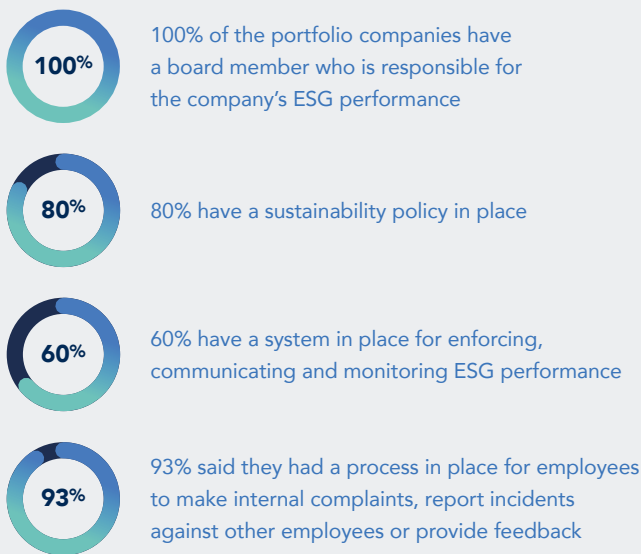 100%
100% of the portfolio companies have
a board member who is responsible for
the company's ESG performance
80%
80% have a sustainability policy in place
60%
60% have a system in place for enforcing,
communicating and monitoring ESG performance
93%
93% said they had a process in place for employees
to make internal complaints, report incidents
against other employees or provide feedback